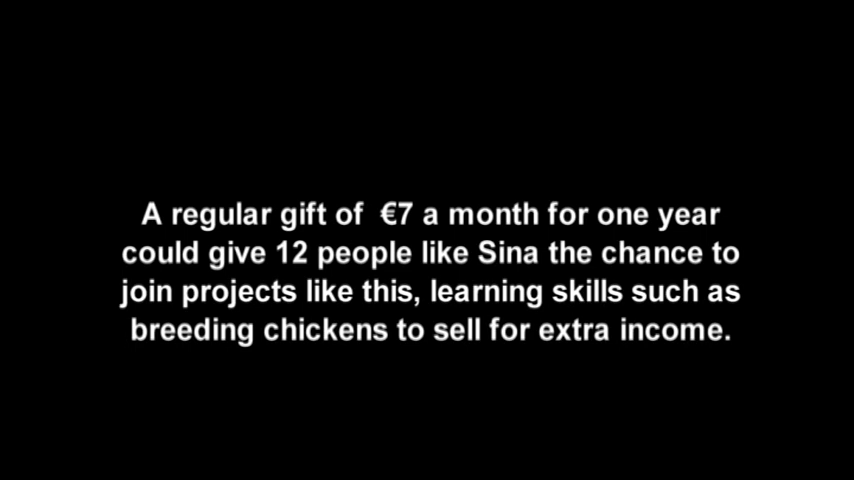 A regular gift of €7 a month for one year
could give 12 people like Sina the chance to
join projects like this, learning skills such as
breeding chickens to sell for extra income.